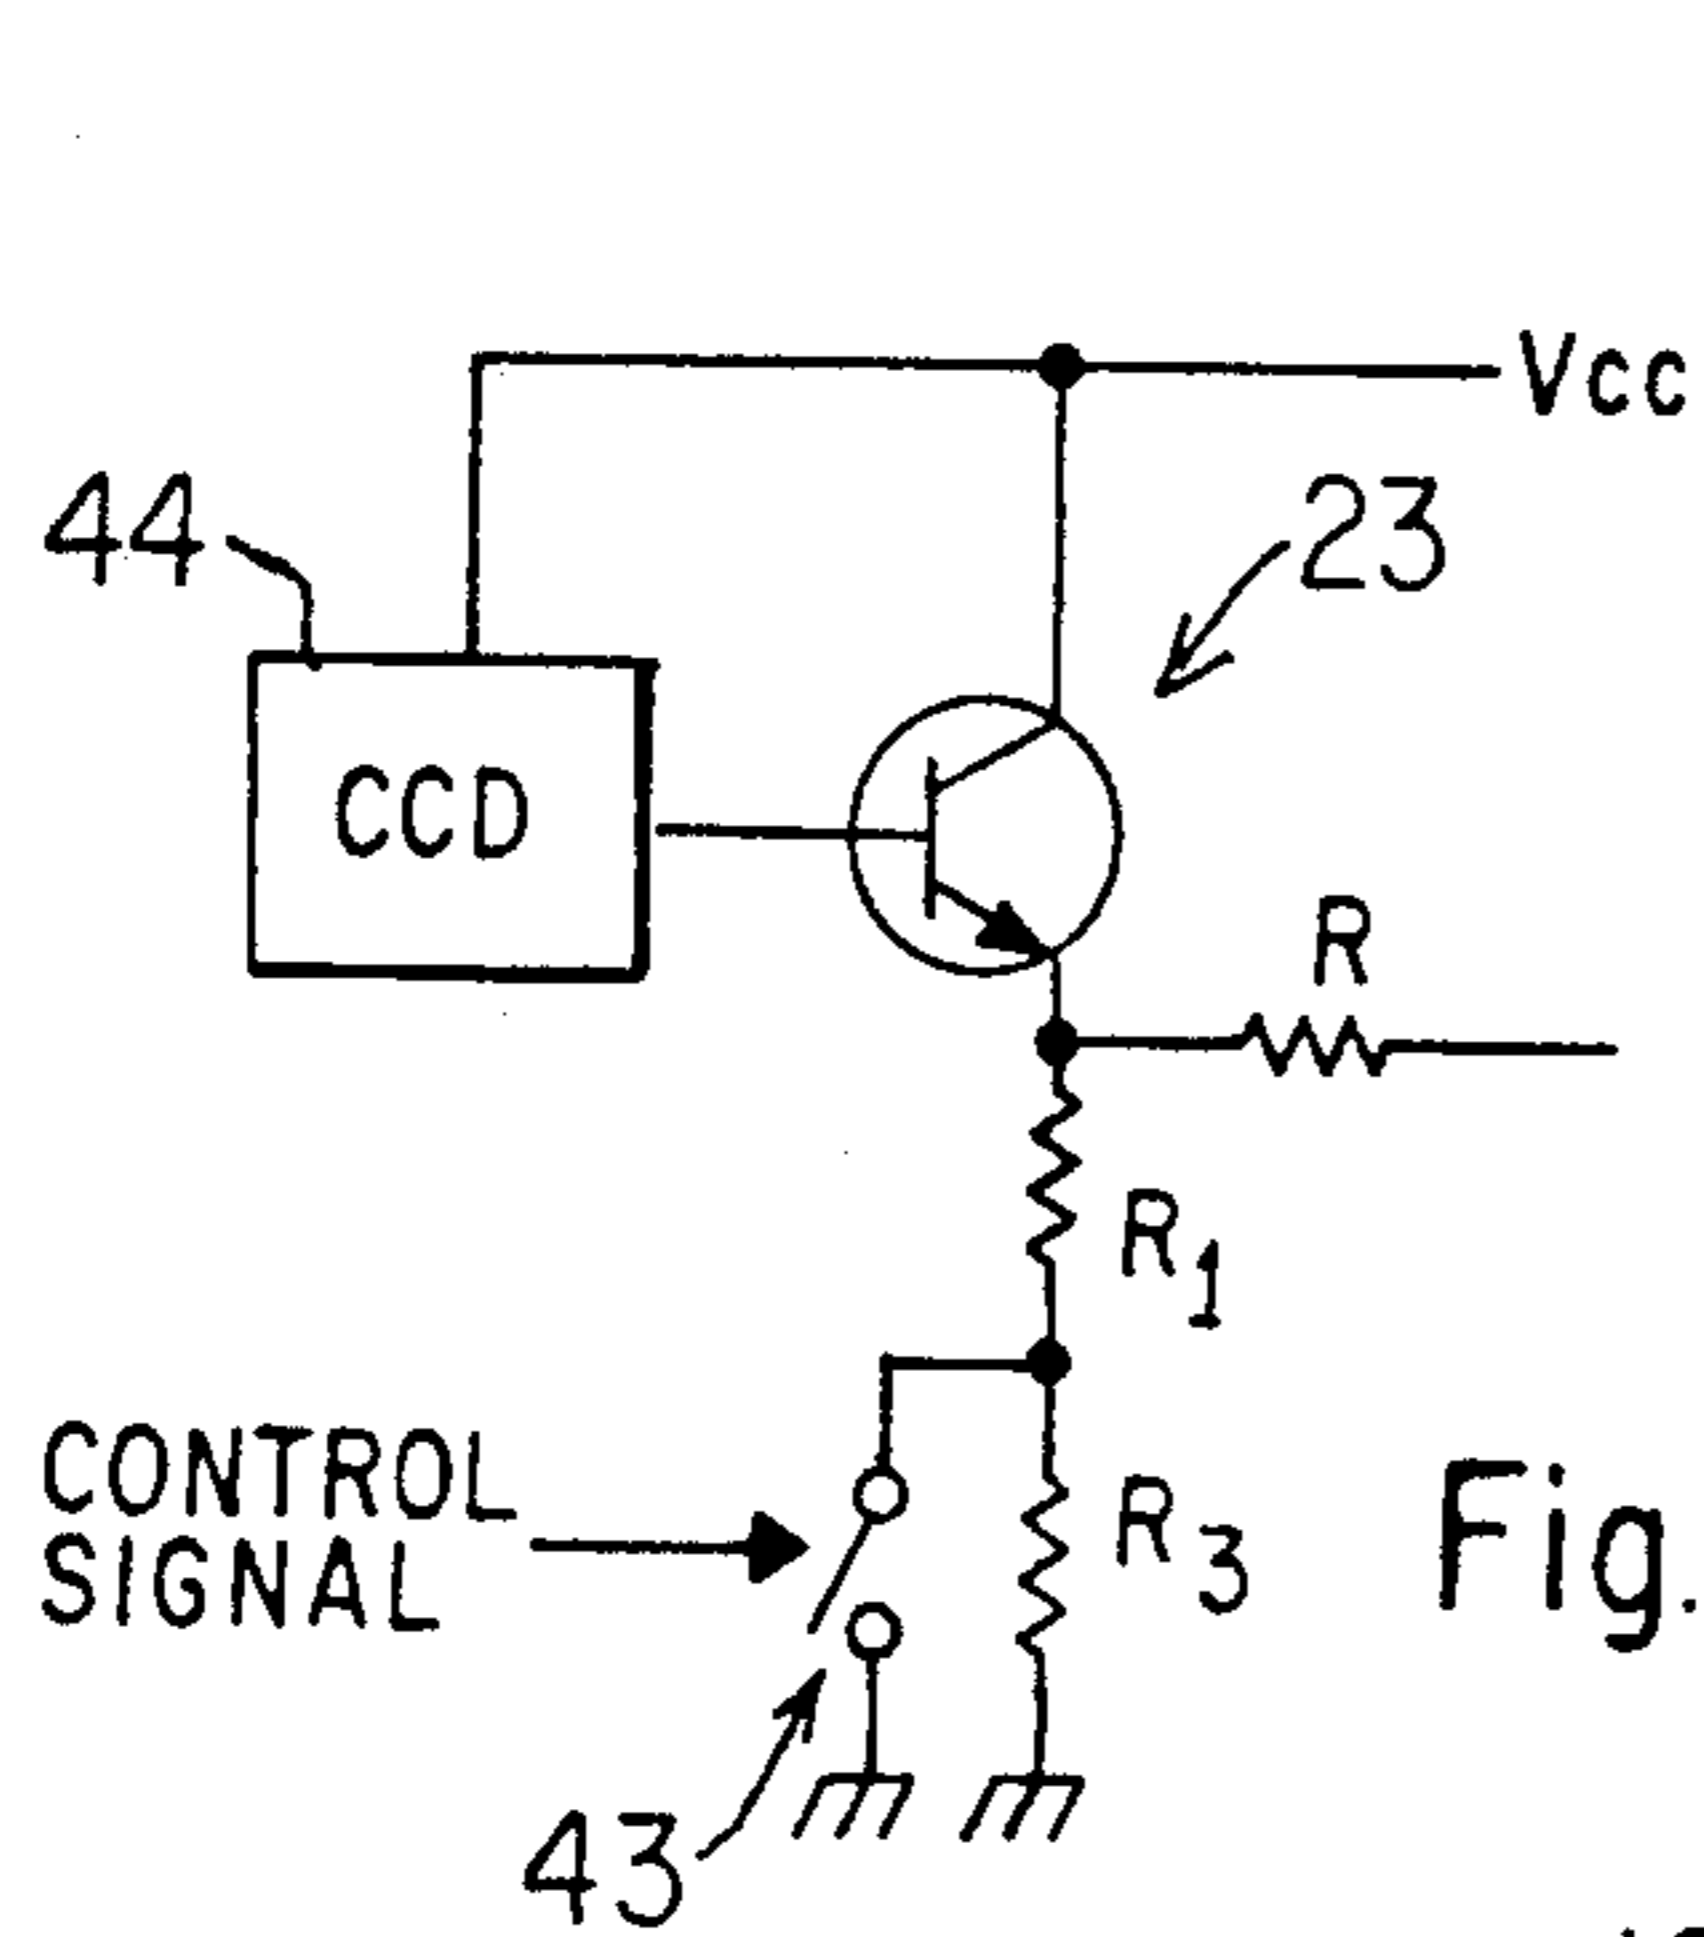 Vcc
44
23
CCD
R
R1
CONTROL
SIGNAL
R3
Fig.
43